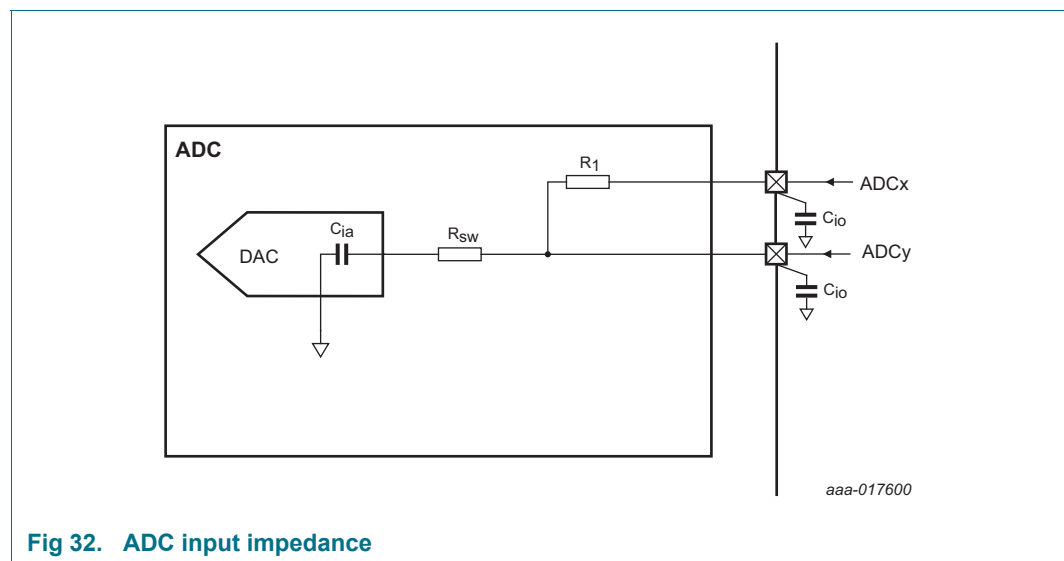 ADC
R1
ADCx
Cio
DAC
Cia
Rsw
ADCy
Cio
aaa-017600
Fig 32. ADC input impedance